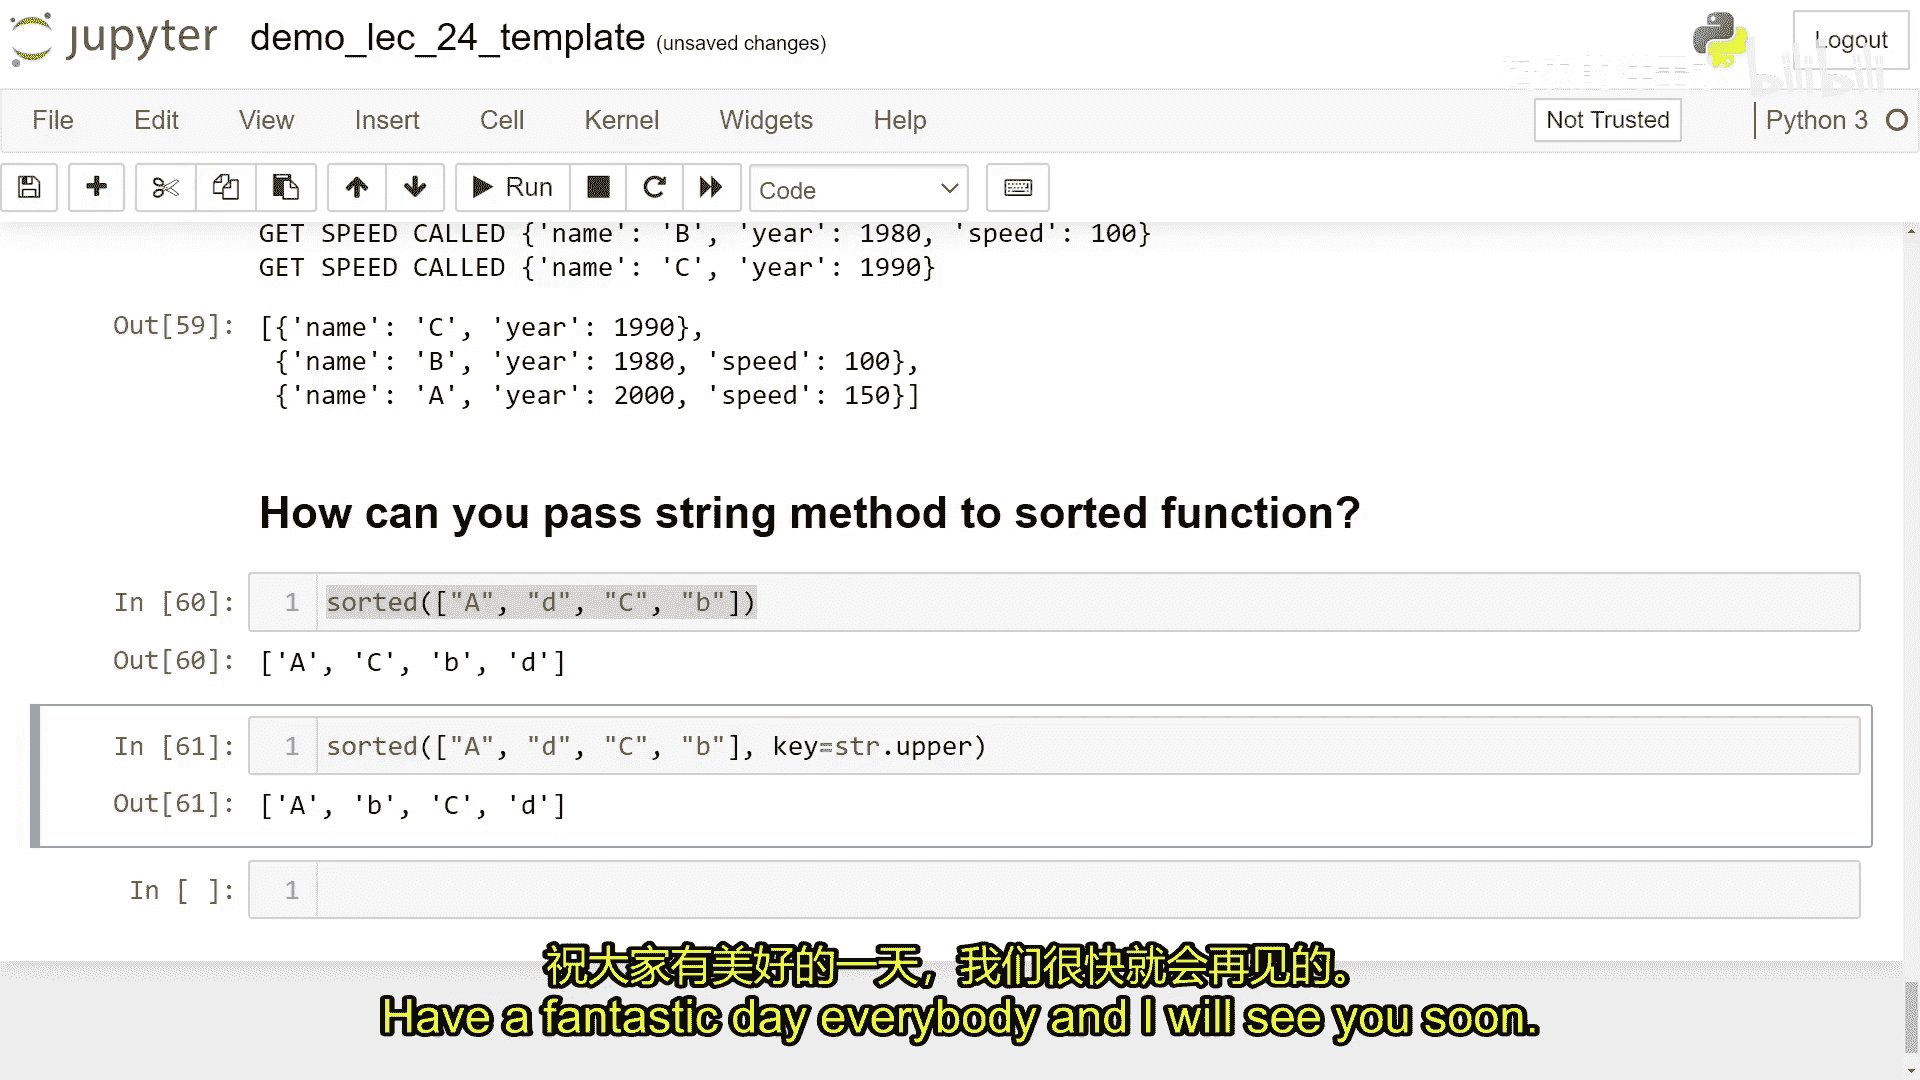 jupyter demo_lec_24_template (unsaved changes)
Logout
bilibili
File Edit View Insert Cell Kernel Widgets Help
Not Trusted
Python 3
Run
Code
GET SPEED CALLED {'name': 'B', 'year': 1980, 'speed': 100}
GET SPEED CALLED {'name': 'C', 'year': 1990}
Out[59]: [{'name': 'C', 'year': 1990},
{'name': 'B', 'year': 1980, 'speed': 100},
{'name': 'A', 'year': 2000, 'speed': 150}]
How can you pass string method to sorted function?
In [60]: 1 sorted(["A", "d", "C", "b"])
Out[60]: ['A', 'C', 'b', 'd']
In [61]: 1 sorted(["A", "d", "C", "b"], key=str.upper)
Out[61]: ['A', 'b', 'C', 'd']
In [ ]: 1
祝大家有美好的一天，我们很快就会再见的。
Have a fantastic day everybody and I will see you soon.